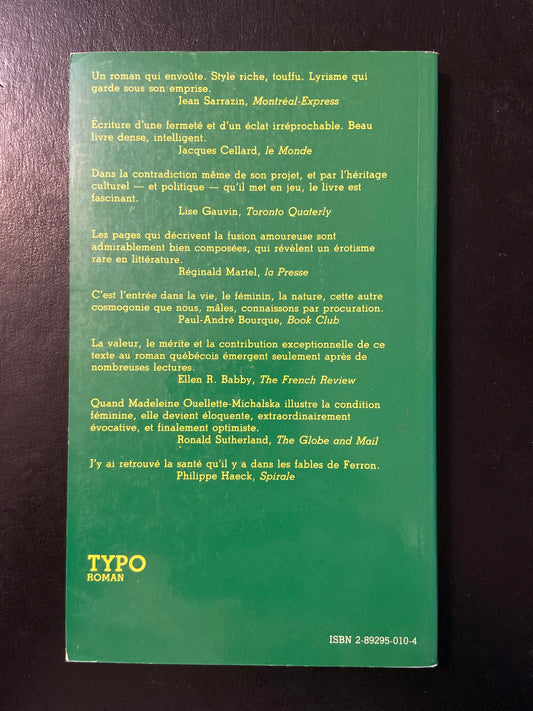 Un roman qui envoûte. Style riche, touffu. Lyrisme qui
garde sous son emprise.
Jean Sarrazin, Montréal-Express
Écriture d'une fermeté et d'un éclat irréprochable. Beau
livre dense, intelligent.
Jacques Cellard, le Monde
Dans la contradiction même de son projet, et par l'héritage
culturel — et politique — qu'il met en jeu, le livre est
fascinant.
Lise Gauvin, Toronto Quaterly
Les pages qui décrivent la fusion amoureuse sont
admirablement bien composées, qui révèlent un érotisme
rare en littérature.
Réginald Martel, la Presse
C'est l'entrée dans la vie, le féminin, la nature, cette autre
cosmogonie que nous, mâles, connaissons par procuration.
Paul-André Bourque, Book Club
La valeur, le mérite et la contribution exceptionnelle de ce
texte au roman québécois émergent seulement après de
nombreuses lectures.
Ellen R. Babby, The French Review
Quand Madeleine Ouellette-Michalska illustre la condition
féminine, elle devient éloquente, extraordinairement
évocative, et finalement optimiste.
Ronald Sutherland, The Globe and Mail
J'y ai retrouvé la santé qu'il y a dans les fables de Ferron.
Philippe Haeck, Spirale
TYPO
ROMAN
ISBN 2-89295-010-4